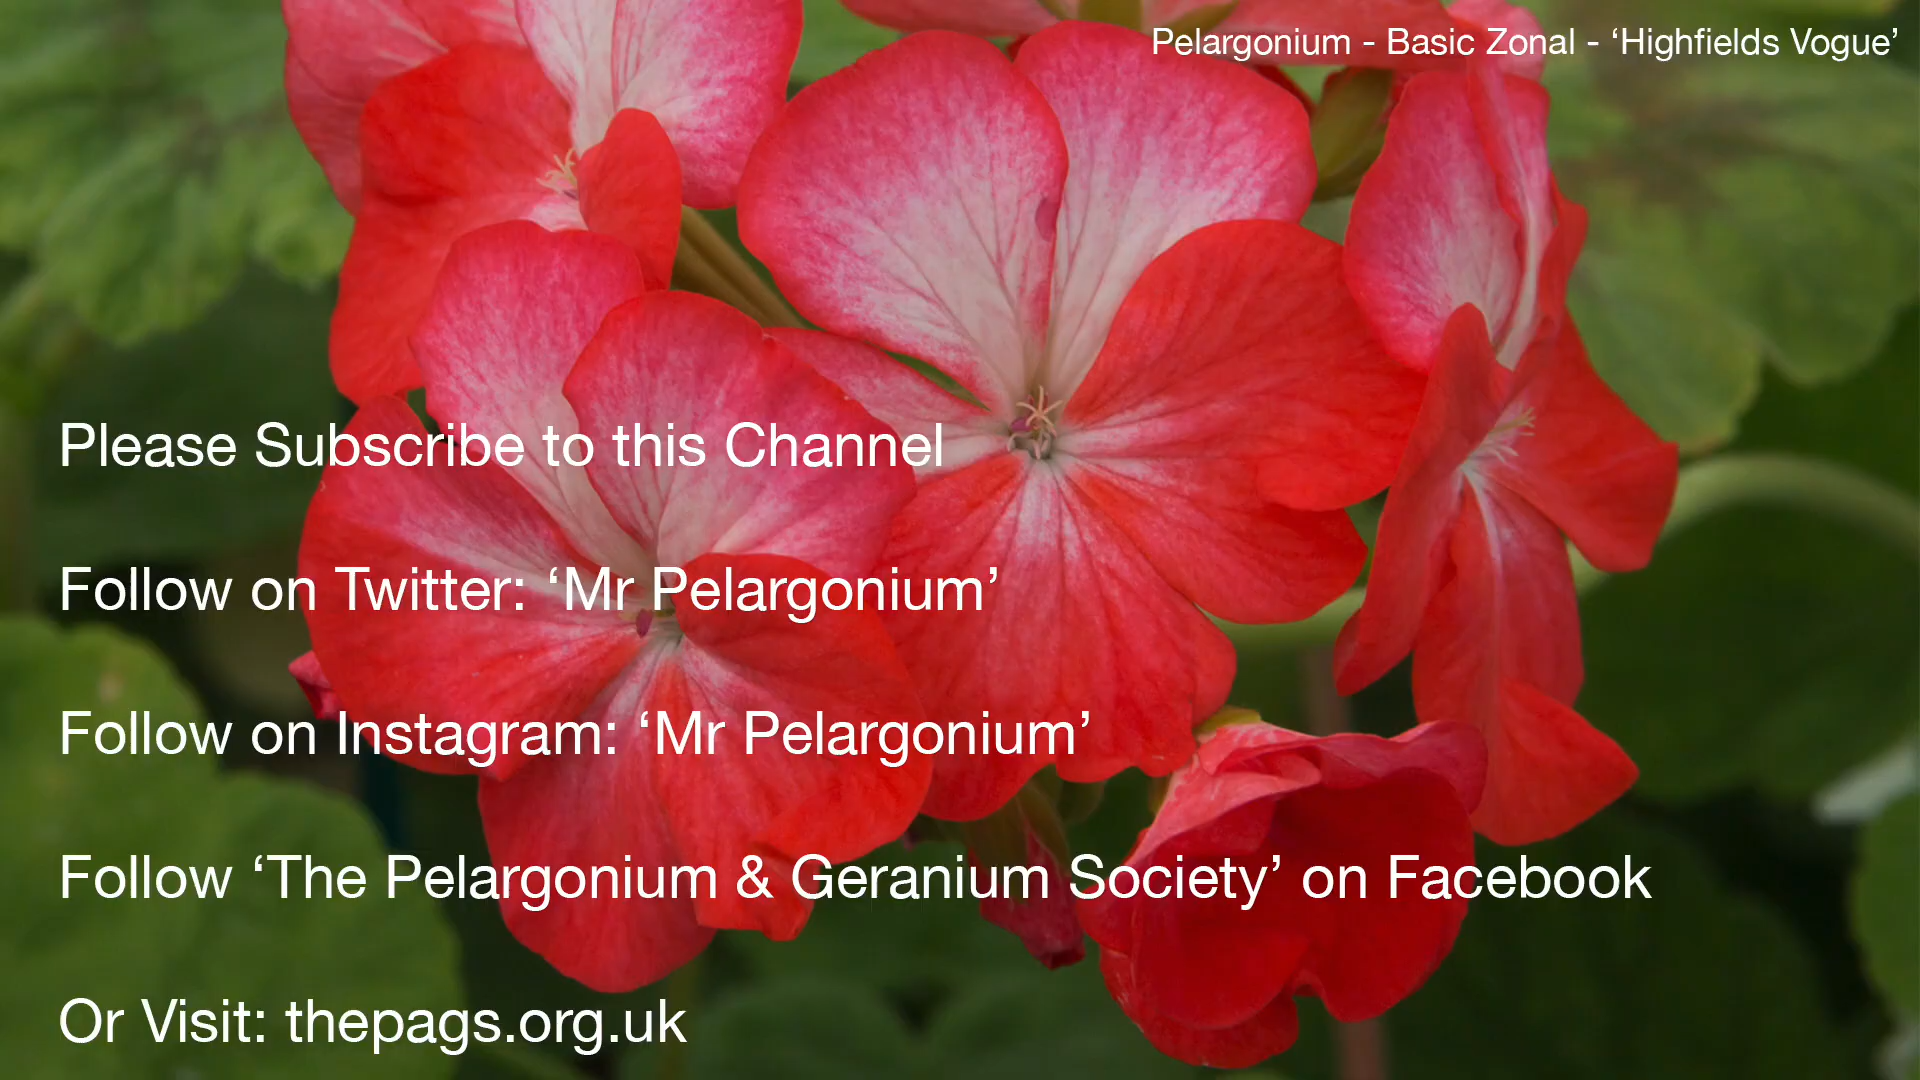 Pelargonium - Basic Zonal - ‘Highfields Vogue’
Please Subscribe to this Channel
Follow on Twitter: ‘Mr Pelargonium’
Follow on Instagram: ‘Mr Pelargonium’
Follow ‘The Pelargonium & Geranium Society’ on Facebook
Or Visit: thepags.org.uk